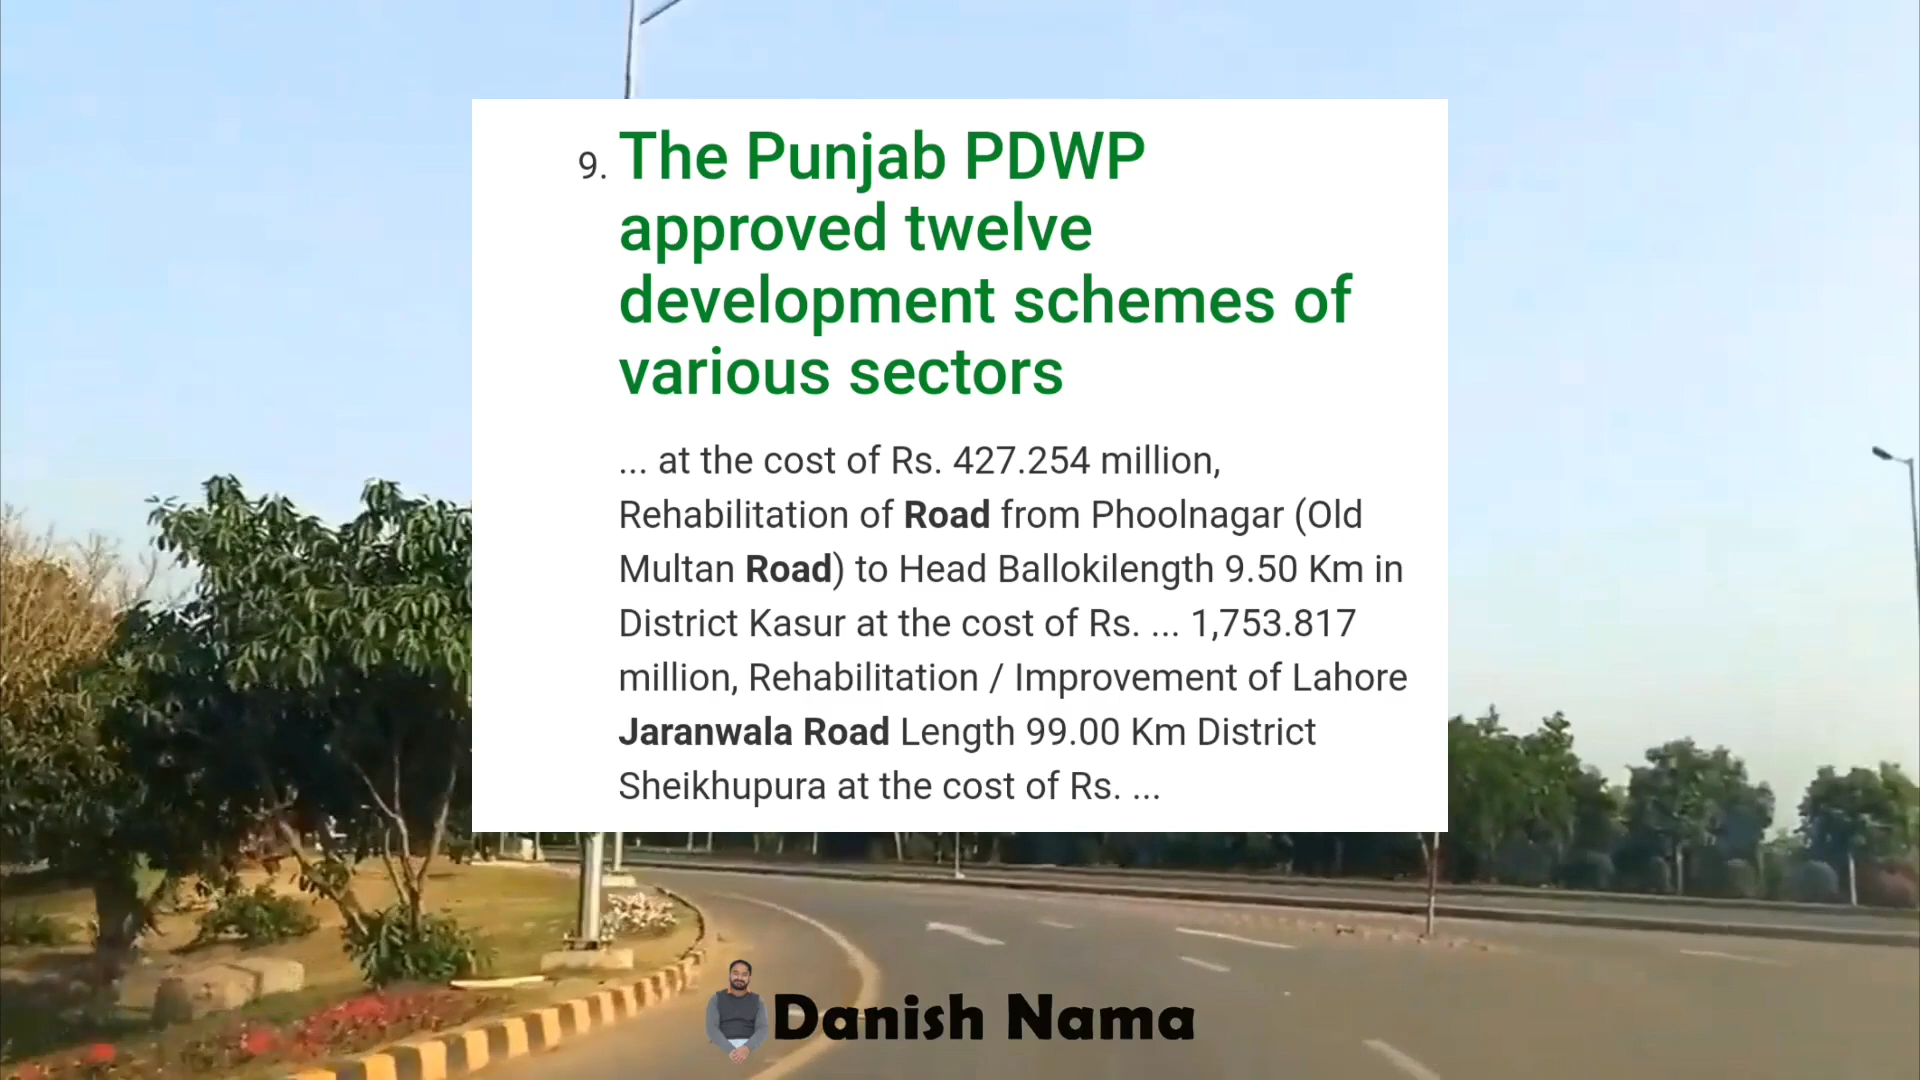 9. The Punjab PDWP
approved twelve
development schemes of
various sectors
... at the cost of Rs. 427.254 million,
Rehabilitation of Road from Phoolnagar (Old
Multan Road) to Head Ballokilength 9.50 Km in
District Kasur at the cost of Rs. ... 1,753.817
million, Rehabilitation / Improvement of Lahore
Jaranwala Road Length 99.00 Km District
Sheikhupura at the cost of Rs. ...
Danish Nama